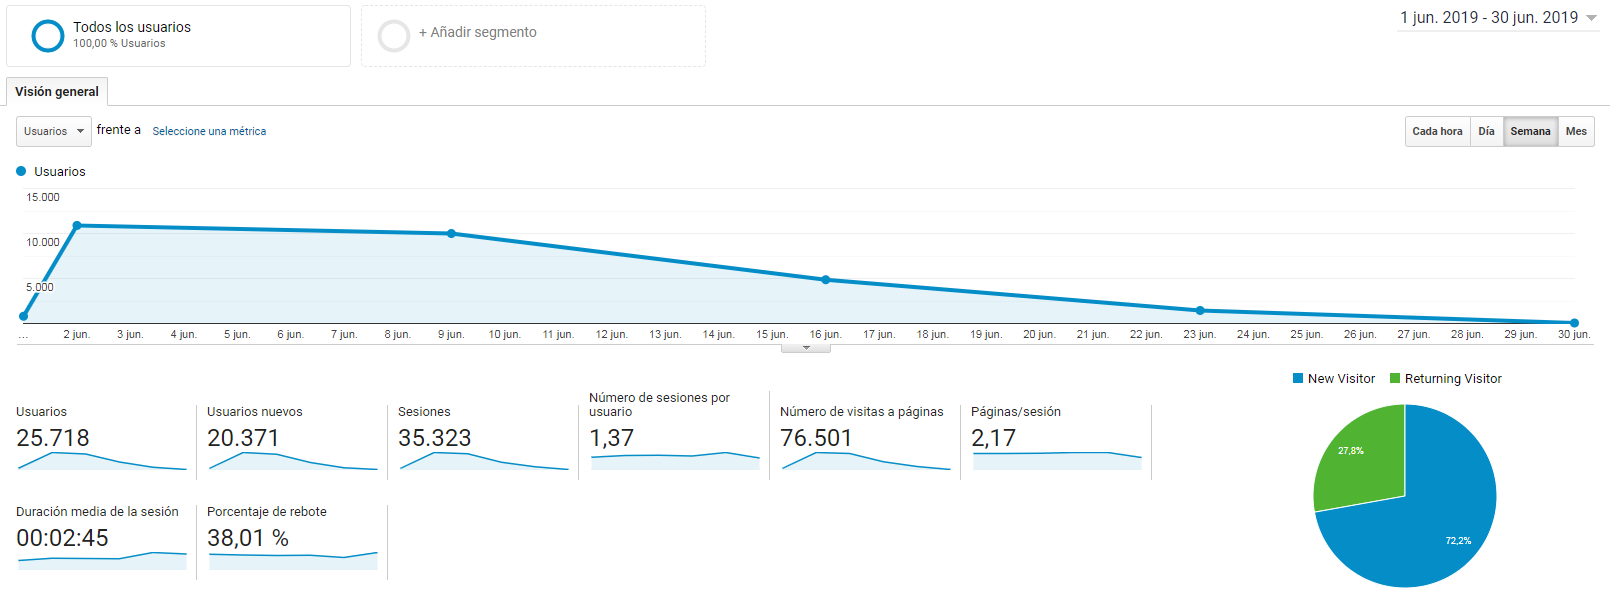 Todos los usuarios
100,00 % Usuarios
+ Añadir segmento
1 jun. 2019 - 30 jun. 2019
Visión general
Usuarios
frente a
Seleccione una métrica
Cada hora
Día
Semana
Mes
Usuarios
15.000
10.000
5.000
...
2 jun.
3 jun.
4 jun.
5 jun.
6 jun.
7 jun.
8 jun.
9 jun.
10 jun.
11 jun.
12 jun.
13 jun.
14 jun.
15 jun.
16 jun.
17 jun.
18 jun.
19 jun.
20 jun.
21 jun.
22 jun.
23 jun.
24 jun.
25 jun.
26 jun.
27 jun.
28 jun.
29 jun.
30 jun.
Usuarios
25.718
Usuarios nuevos
20.371
Sesiones
35.323
Número de sesiones por
usuario
1,37
Número de visitas a páginas
76.501
Páginas/sesión
2,17
Duración media de la sesión
00:02:45
Porcentaje de rebote
38,01 %
New Visitor
Returning Visitor
27,8%
72,2%